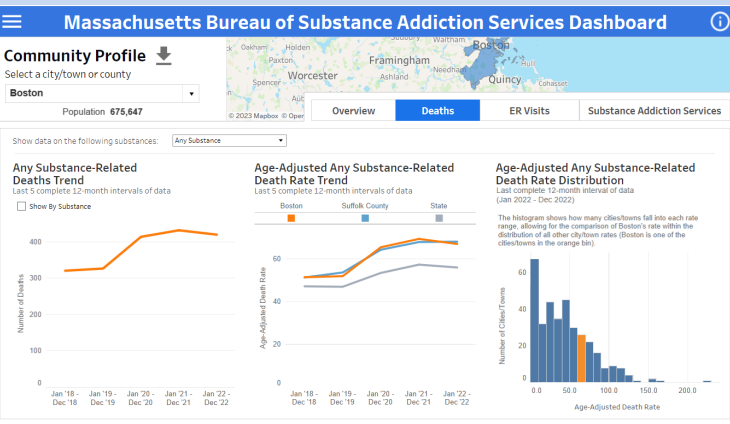 Massachusetts Bureau of Substance Addiction Services Dashboard
Community Profile
Select a city/town or county
Boston
Population 675,647
Oakham
Holden
Paxton
Worcester
Spencer
Framingham
Ashland
Waltham
Needham
Boston
Hull
Quincy
Cohasset
© 2023 Mapbox © Oper
Overview
Deaths
ER Visits
Substance Addiction Services
Show data on the following substances:
Any Substance
Any Substance-Related
Deaths Trend
Last 5 complete 12-month intervals of data
Show By Substance
Number of Deaths
400
300
200
100
0
Jan '18 - Dec '18
Jan '19 - Dec '19
Jan '20 - Dec '20
Jan '21 - Dec '21
Jan '22 - Dec '22
Age-Adjusted Any Substance-Related
Death Rate Trend
Last 5 complete 12-month intervals of data
Boston
Suffolk County
State
Age-Adjusted Death Rate
60
40
20
0
Jan '18 - Dec '18
Jan '19 - Dec '19
Jan '20 - Dec '20
Jan '21 - Dec '21
Jan '22 - Dec '22
Age-Adjusted Any Substance-Related
Death Rate Distribution
Last complete 12-month interval of data
(Jan 2022 - Dec 2022)
The histogram shows how many cities/towns fall into each rate
range, allowing for the comparison of Boston's rate within the
distribution of all other city/town rates (Boston is one of the
cities/towns in the orange bin).
Number of Cities/Towns
60
40
20
0
0.0 50.0 100.0 150.0 200.0
Age-Adjusted Death Rate